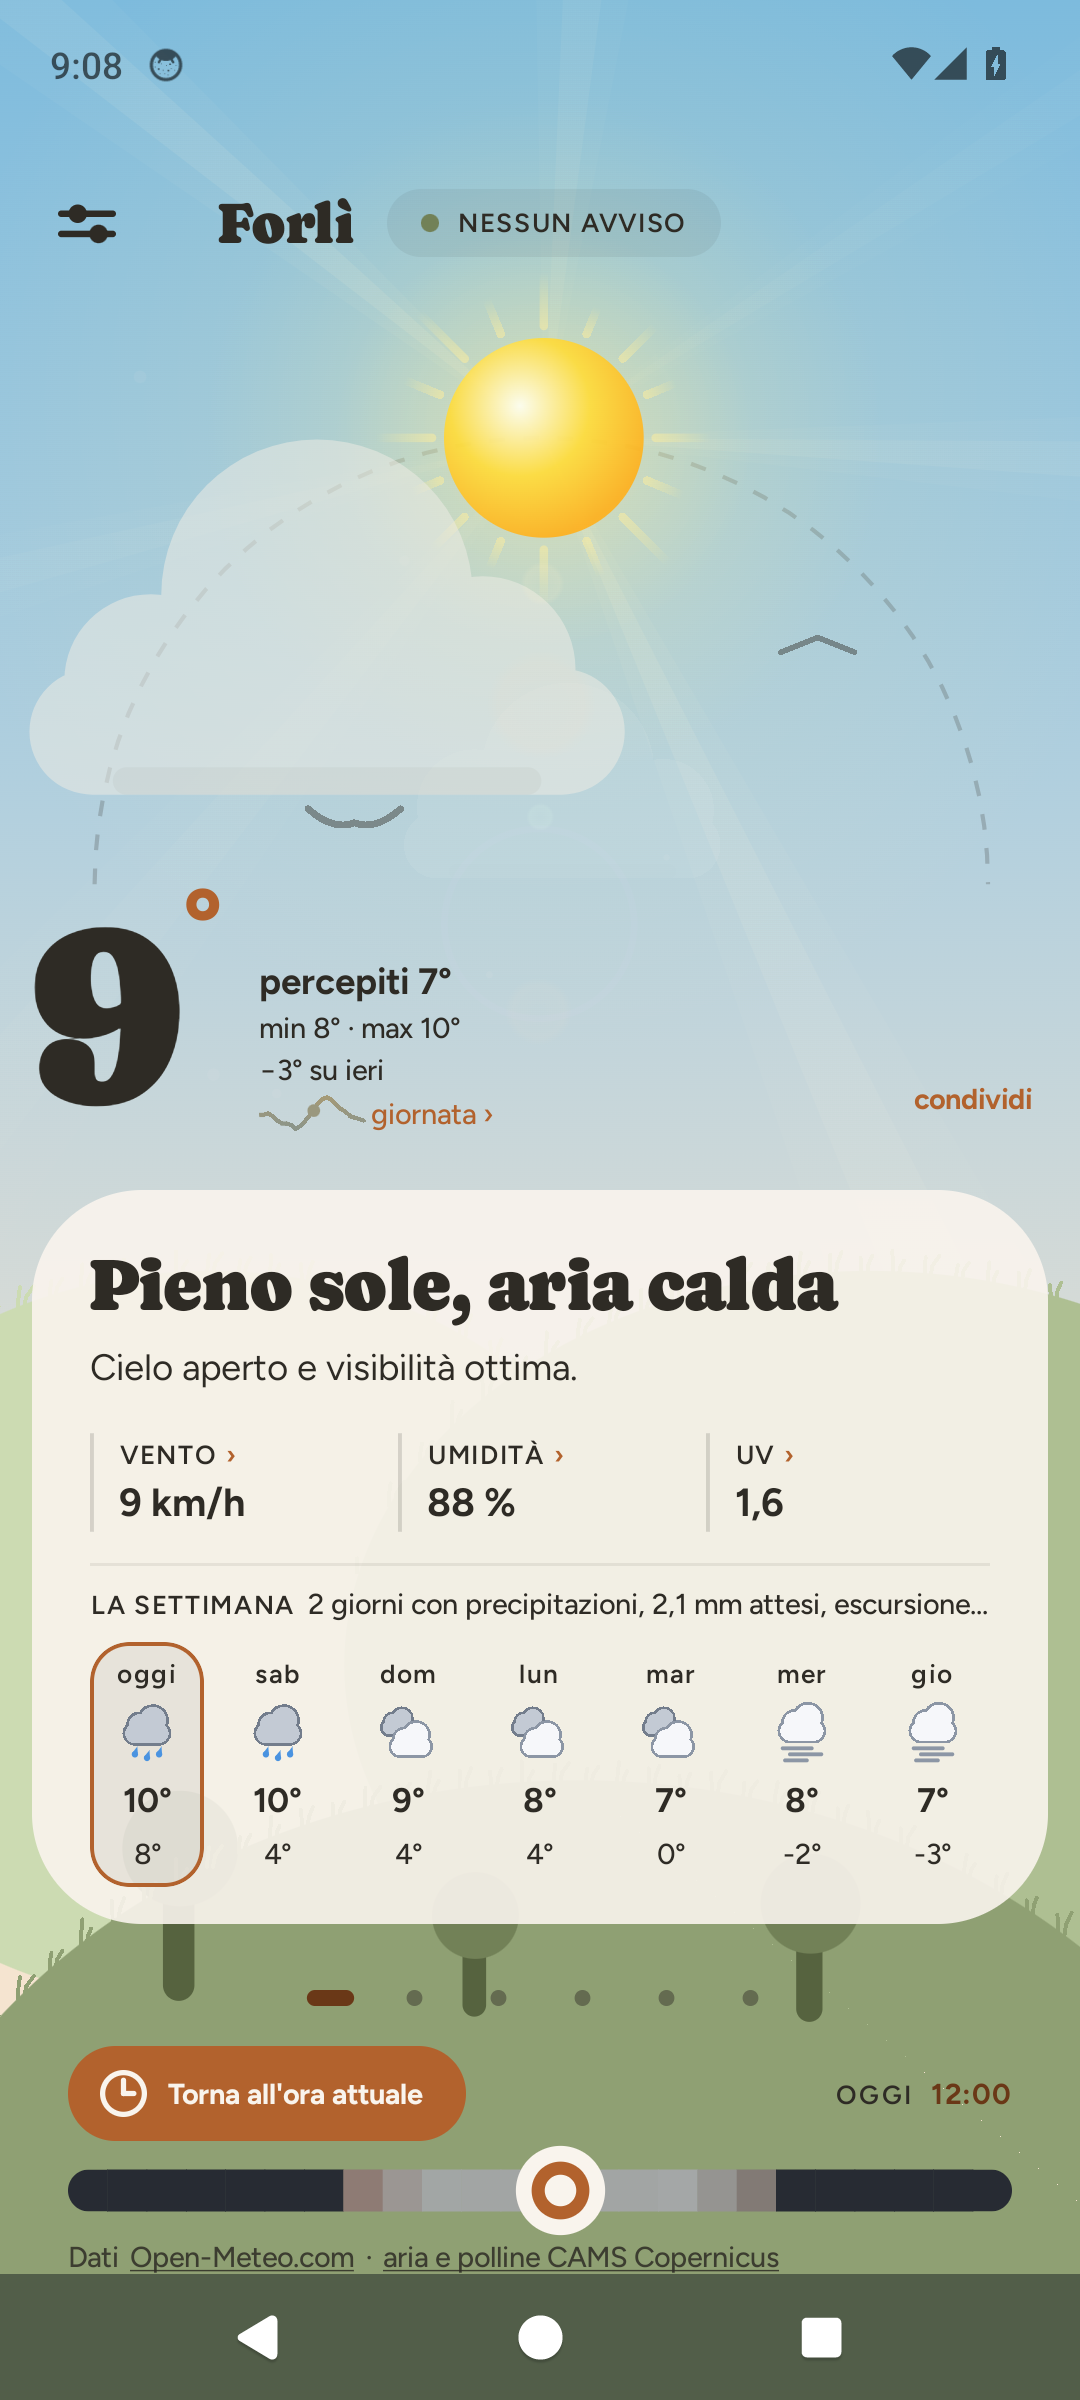 9:08
Forlì
NESSUN AVVISO
9°
percepiti 7°
min 8° · max 10°
−3° su ieri
giornata ›
condividi
Pieno sole, aria calda
Cielo aperto e visibilità ottima.
VENTO › UMIDITÀ › UV ›
9 km/h 88 % 1,6
LA SETTIMANA 2 giorni con precipitazioni, 2,1 mm attesi, escursione...
oggi sab dom lun mar mer gio
10° 10° 9° 8° 7° 8° 7°
8° 4° 4° 4° 0° -2° -3°
Torna all'ora attuale
OGGI 12:00
Dati Open-Meteo.com · aria e polline CAMS Copernicus